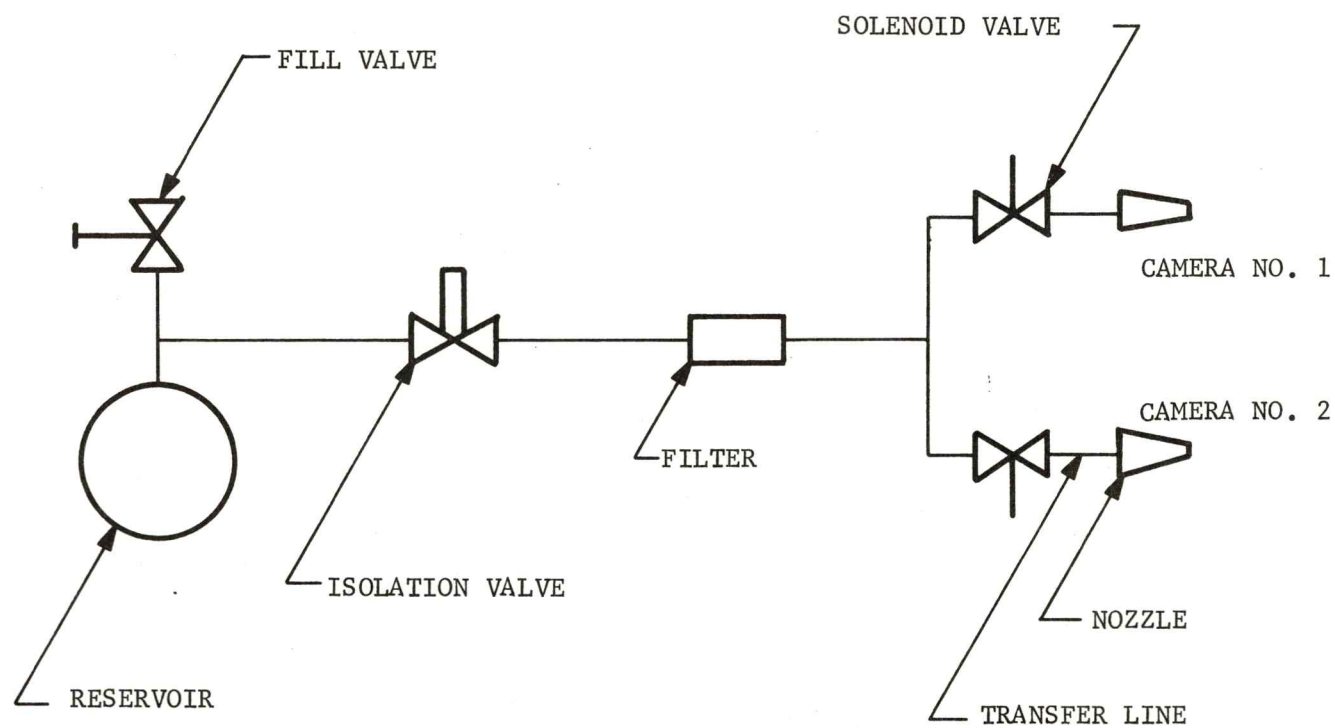 SOLENOID VALVE
FILL VALVE
CAMERA NO. 1
CAMERA NO. 2
FILTER
ISOLATION VALVE
NOZZLE
RESERVOIR
TRANSFER LINE